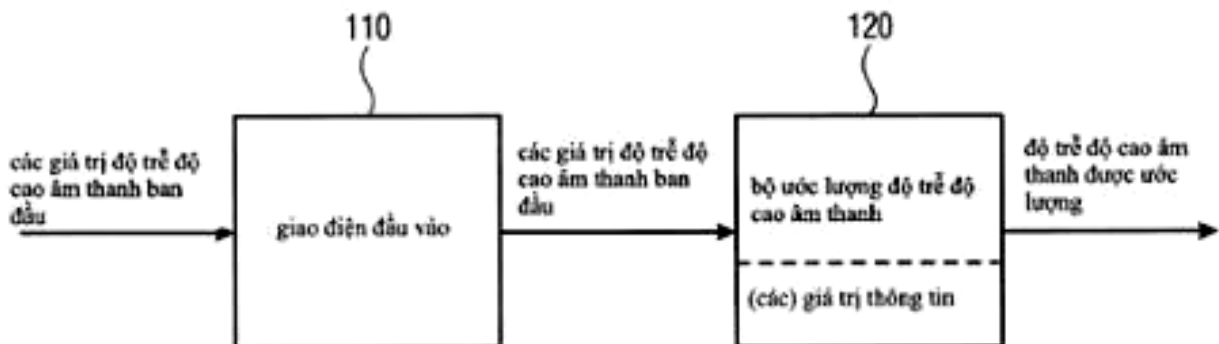 110
120
các giá trị độ trễ độ
cao âm thanh ban
đầu
giao điện đầu vào
các giá trị độ trễ độ
cao âm thanh ban
đầu
bộ ước lượng độ trễ độ
cao âm thanh
(các) giá trị thông tin
độ trễ độ cao âm
thanh được ước
lượng